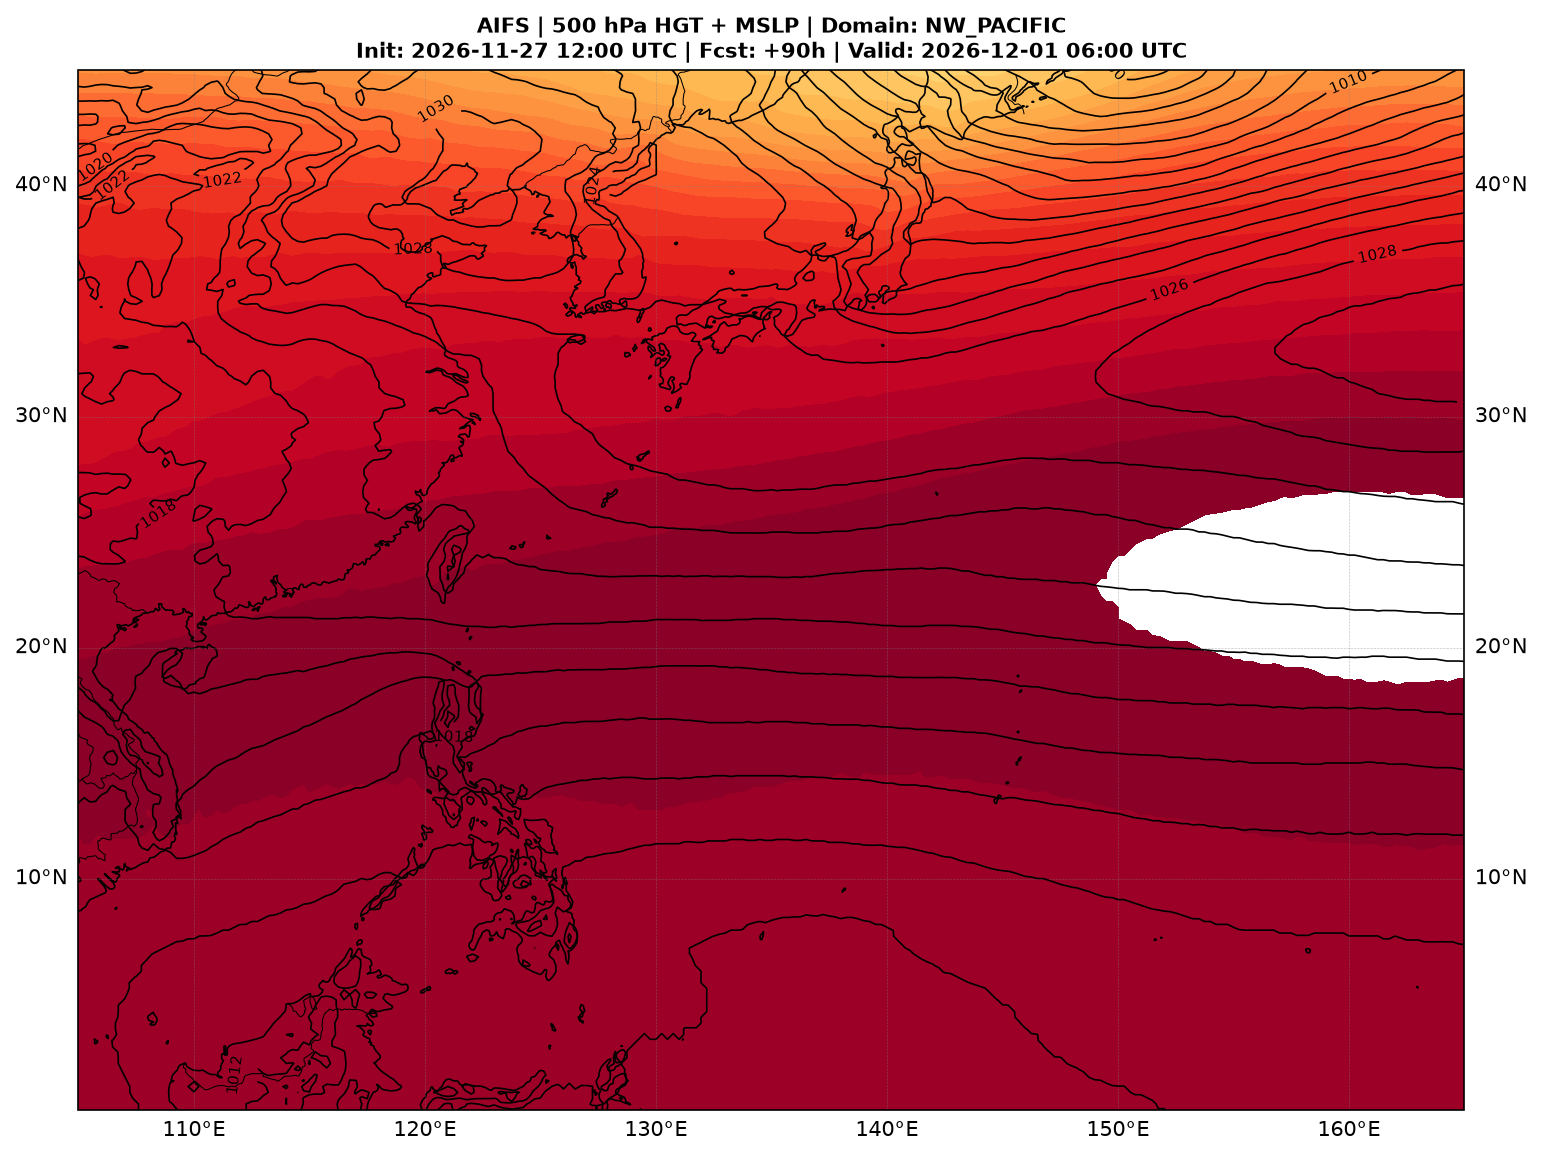 AIFS | 500 hPa HGT + MSLP | Domain: NW_PACIFIC
Init: 2026-11-27 12:00 UTC | Fcst: +90h | Valid: 2026-12-01 06:00 UTC
1010
1030
1020
1022
1022
1024
40°N
40°N
1028
1028
1026
30°N
30°N
1018
20°N
20°N
1018
10°N
10°N
1012
110°E
120°E
130°E
140°E
150°E
160°E